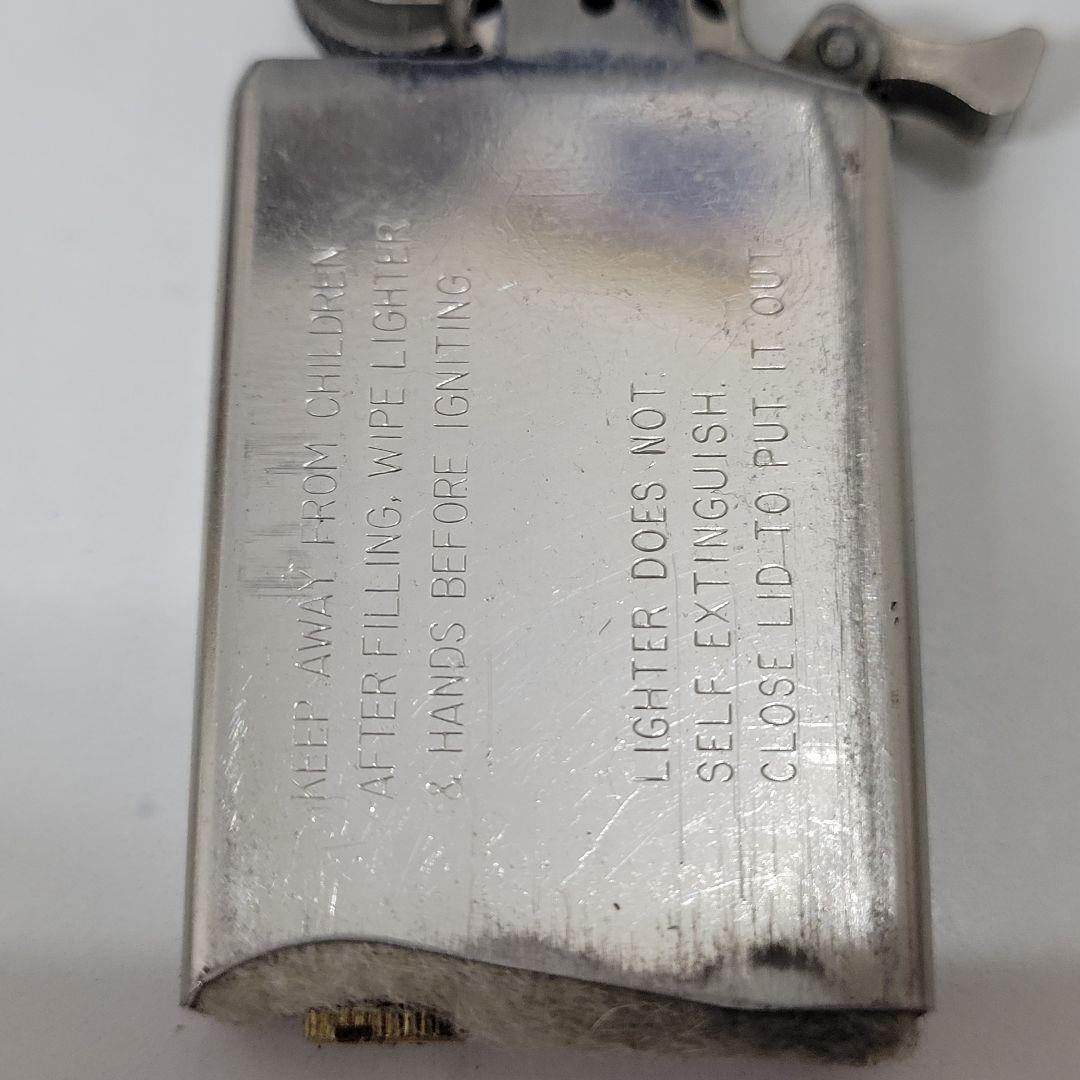 KEEP AWAY FROM CHILDREN
AFTER FILLING, WIPE LIGHTER
& HANDS BEFORE IGNITING.
LIGHTER DOES NOT
SELF EXTINGUISH.
CLOSE LID TO PUT IT OUT.